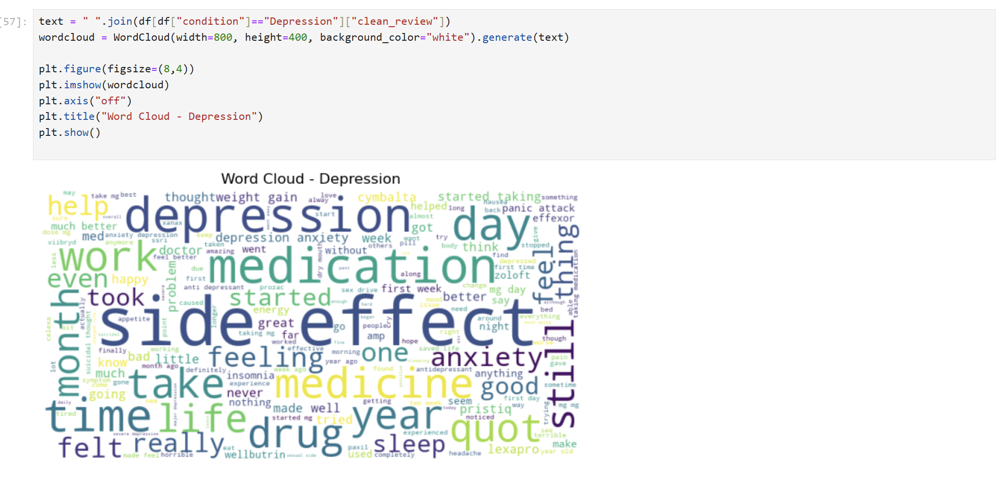 [57]:
text = " ".join(df[df["condition"]=="Depression"]["clean_review"])
wordcloud = WordCloud(width=800, height=400, background_color="white").generate(text)
plt.figure(figsize=(8,4))
plt.imshow(wordcloud)
plt.axis("off")
plt.title("Word Cloud - Depression")
plt.show()
Word Cloud - Depression
may
take mg
best
thought
weight gain
love
alway
cymbalta
started taking
something
help
depression
helped
long
nausea
back
panic attack
sure
overall
start
almost
day
effexor
much better
xanax
got
thing
dose mg
med
anxiety depression
ssri
keep
depression anxiety
week
want
try
give
viibryd
anymore
taken
others
pill
body
think
stopped
work
doctor
amazing
went
without
find
feel
less
feel better
dry mouth
medication
depressed
due
past
first time
even
happy
problem
first
along
zoloft
taking medication
month
anti depressant
prozac
sex drive
first week
change
mg day
took
severe
started
enough
mood
better
say
although
actually
caused
energy
hard
issue
need
bed
able
side effect
longer
began
around
everything
appetite
great
go
people
cry
night
mood swing
celexa
bit
point
taking mg
far
amp
right
etc
still
suicidal
worked
fine
hope
though
worse
suicidal thought
finally
working
effective
morning
one
saved life
know
bad
little
feeling
year ago
anxiety
pain
gave
lot
month ago
definitely
week ago
found
sleeping
antidepressant
anything
symptom
come
much
gone
take
insomnia
experience
medicine
positive
good
sometime
going
never
first day
daily
new
nothing
made
well
getting
two week
seem
way
mg mg
time
tired
major depression
life
least
started mg
tried
year
today
pristiq
noticed
trying
severe depression
drug
experienced
quot
see
terrible
felt
really
eat
paxil
sleep
make
made feel
horrible
wellbutrin
sexual side
used
completely
headache
lexapro
year old